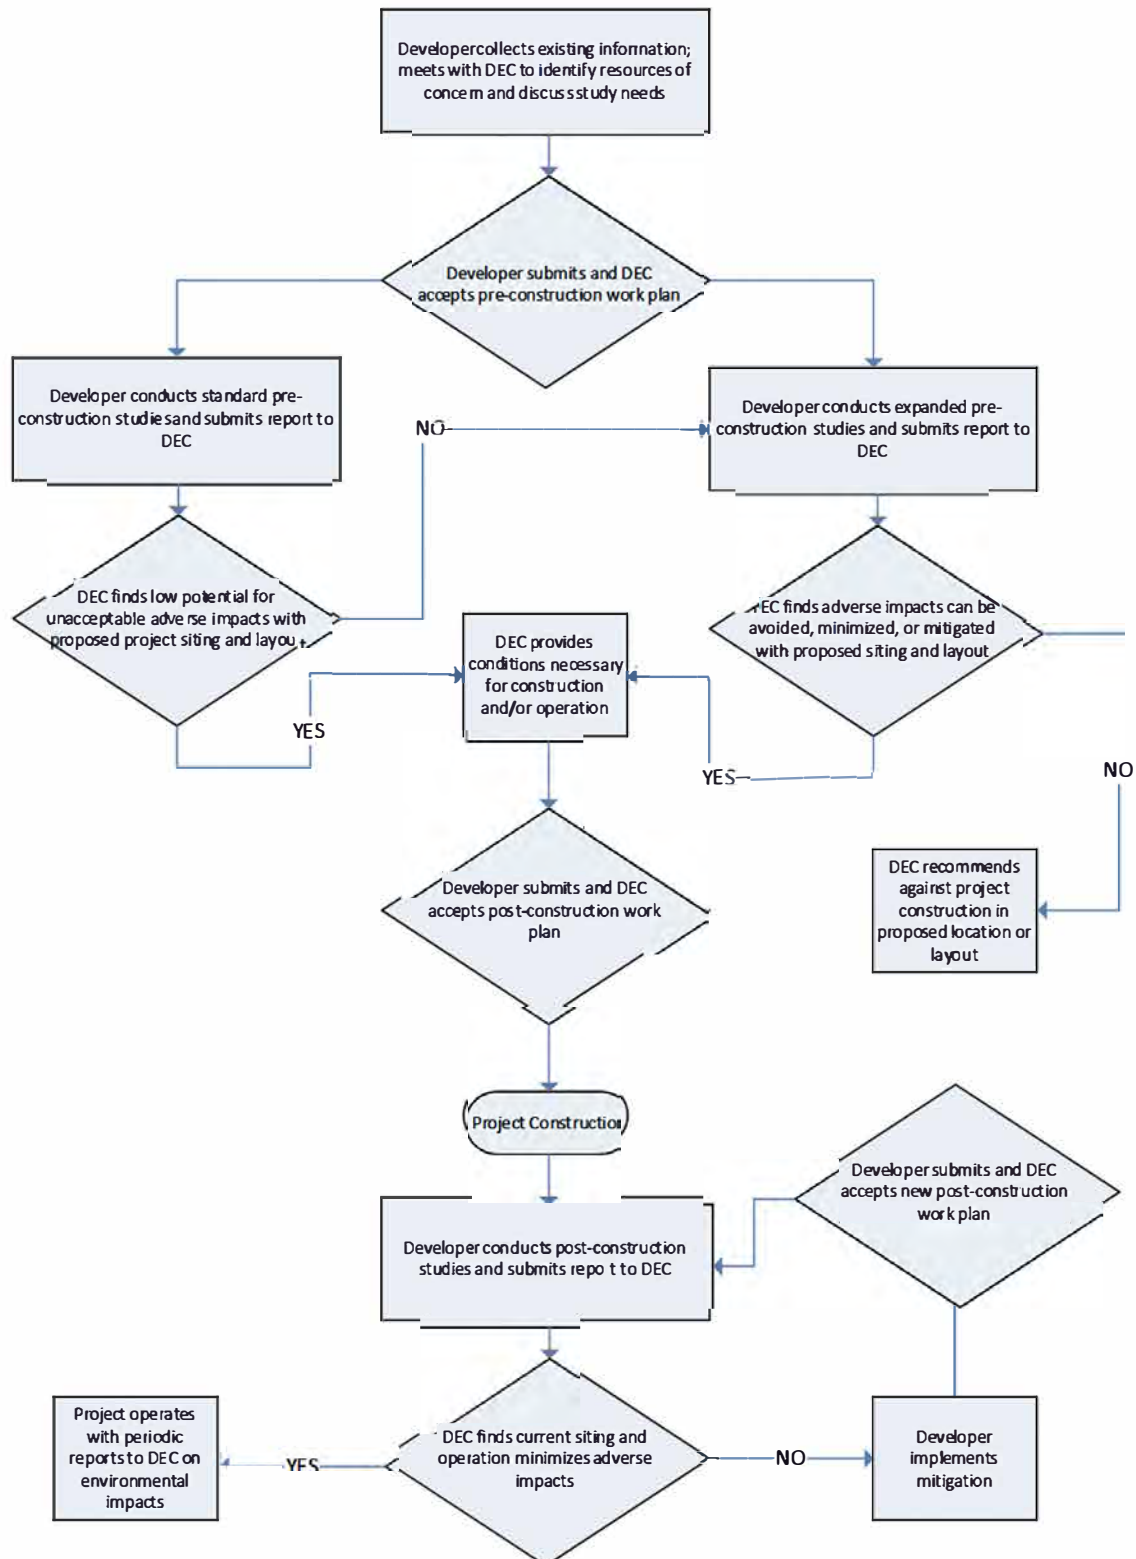 Developercollects existing information;
meets with DEC to identify resources of
concern and discuss study needs
Developer submits and DEC
accepts pre-construction work plan
Developer conducts standard pre-
construction studies and submits report to
DEC
NO
Developer conducts expanded pre-
construction studies and submits report to
DEC
DEC finds low potential for
unacceptable adverse impacts with
proposed project siting and layou
YES
DEC provides
conditions necessary
for construction
and/or operation
EC finds adverse impacts can be
avoided, minimized, or mitigated
with proposed siting and layout
YES
NO
Developer submits and DEC
accepts post-construction work
plan
DEC recommends
against project
construction in
proposed location or
layout
Project Construction
Developer submits and DEC
accepts new post-construction
work plan
Developer conducts post-construction
studies and submits repo t to DEC
Project operates
with periodic
reports to DEC on
environmental
impacts
YES
DEC finds current siting and
operation minimizes adverse
impacts
NO
Developer
implements
mitigation